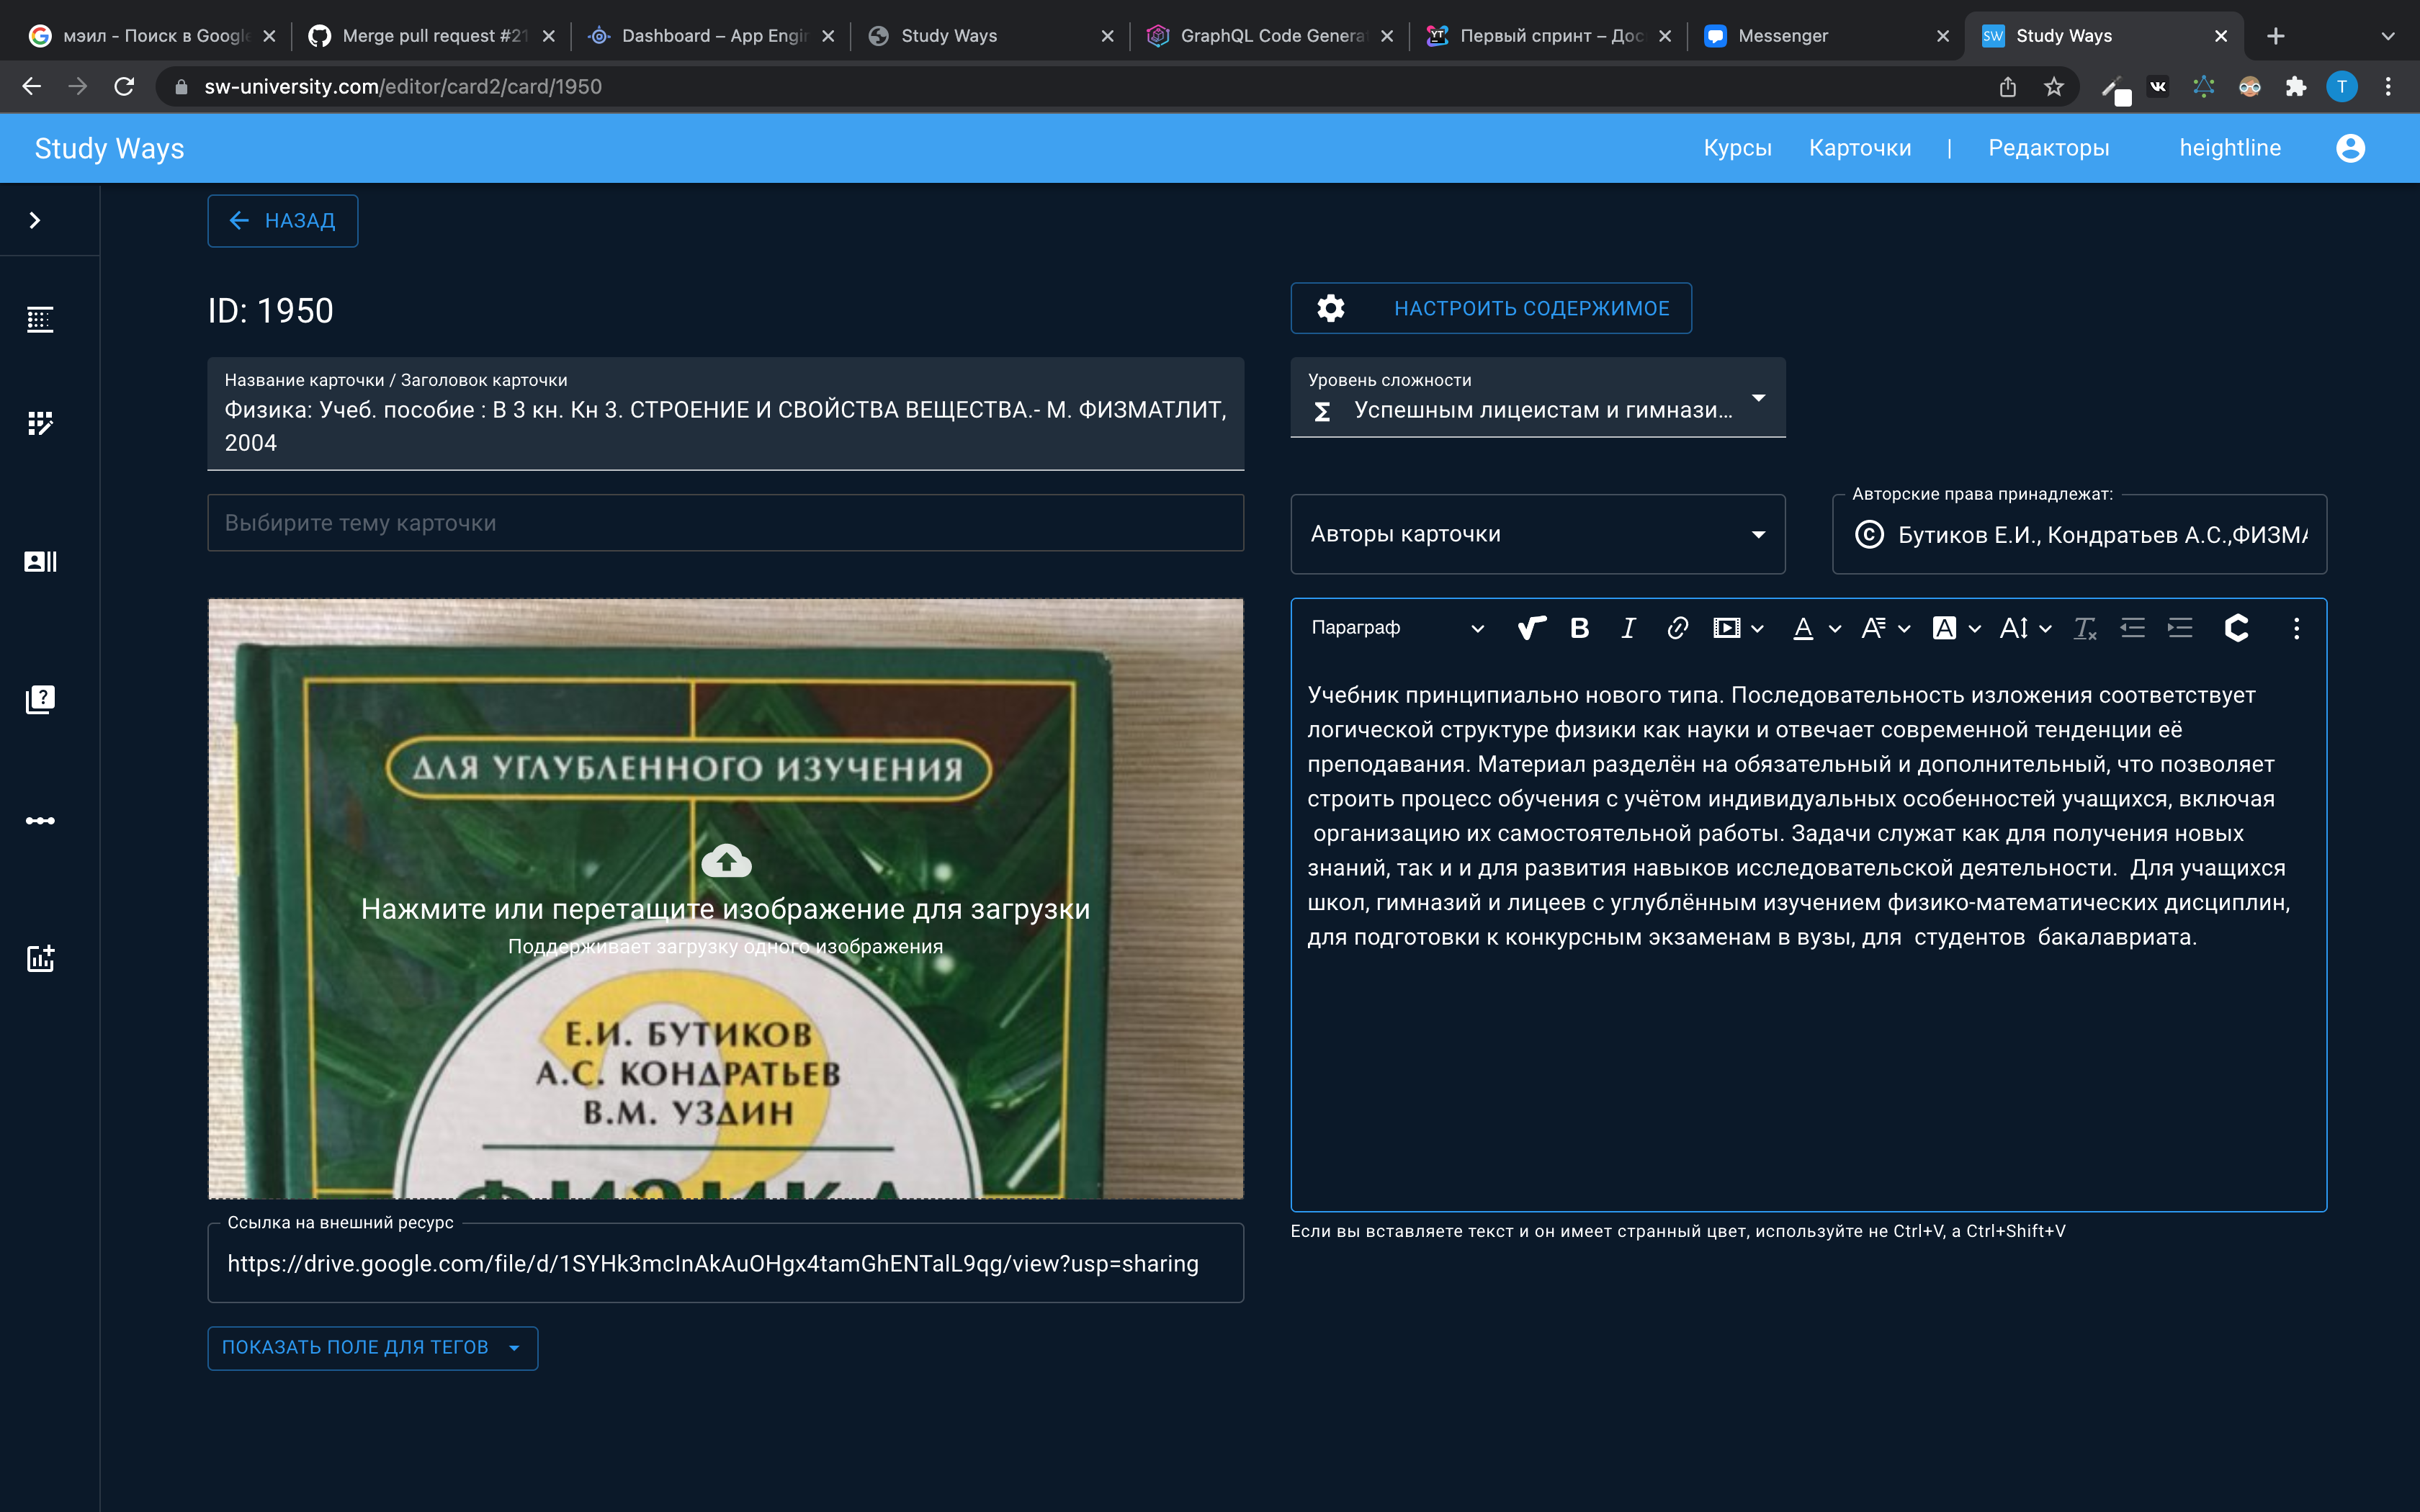 мэил - Поиск в Google
Merge pull request #21
Dashboard – App Engin
Study Ways
GraphQL Code Generat
Первый спринт – Дос
Messenger
SW Study Ways
sw-university.com/editor/card2/card/1950
T
Study Ways
Курсы Карточки | Редакторы heightline
НАЗАД
ID: 1950
НАСТРОИТЬ СОДЕРЖИМОЕ
Название карточки / Заголовок карточки
Физика: Учеб. пособие : В 3 кн. Кн 3. СТРОЕНИЕ И СВОЙСТВА ВЕЩЕСТВА.- М. ФИЗМАТЛИТ,
2004
Уровень сложности
Успешным лицеистам и гимнази...
Выбирите тему карточки
Авторы карточки
Авторские права принадлежат:
Бутиков Е.И., Кондратьев А.С.,ФИЗМА
ДЛЯ УГЛУБЛЕННОГО ИЗУЧЕНИЯ
Нажмите или перетащите изображение для загрузки
Поддерживает загрузку одного изображения
3
Е.И. БУТИКОВ
А.С. КОНДРАТЬЕВ
В.М. УЗДИН
ФИЗИКА
Параграф
Учебник принципиально нового типа. Последовательность изложения соответствует
логической структуре физики как науки и отвечает современной тенденции её
преподавания. Материал разделён на обязательный и дополнительный, что позволяет
строить процесс обучения с учётом индивидуальных особенностей учащихся, включая
организацию их самостоятельной работы. Задачи служат как для получения новых
знаний, так и и для развития навыков исследовательской деятельности.  Для учащихся
школ, гимназий и лицеев с углублённым изучением физико-математических дисциплин,
для подготовки к конкурсным экзаменам в вузы, для  студентов  бакалавриата.
Если вы вставляете текст и он имеет странный цвет, используйте не Ctrl+V, а Ctrl+Shift+V
Ссылка на внешний ресурс
https://drive.google.com/file/d/1SYHk3mcInAkAuOHgx4tamGhENTalL9qg/view?usp=sharing
ПОКАЗАТЬ ПОЛЕ ДЛЯ ТЕГОВ